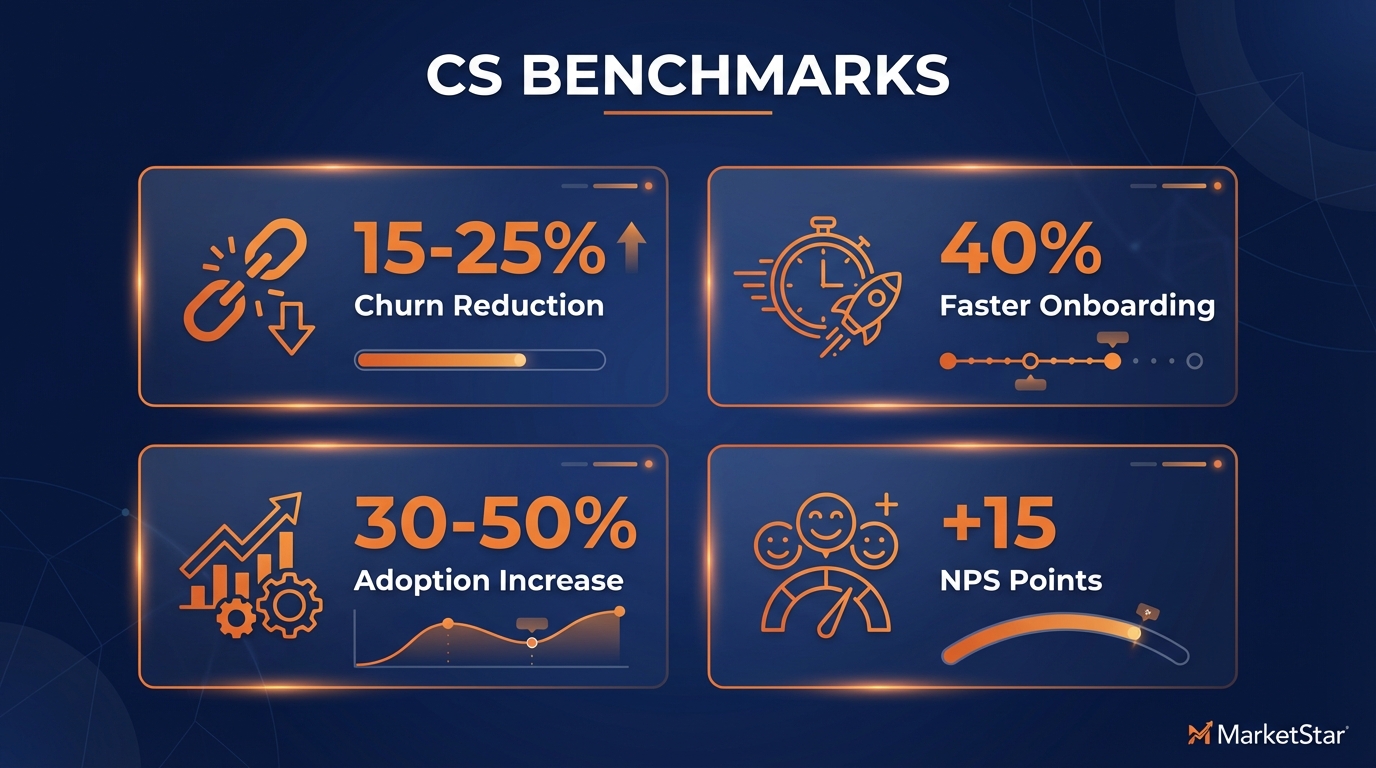 CS BENCHMARKS
15-25%
Churn Reduction
40%
Faster Onboarding
30-50%
Adoption Increase
+15
NPS Points
MarketStar